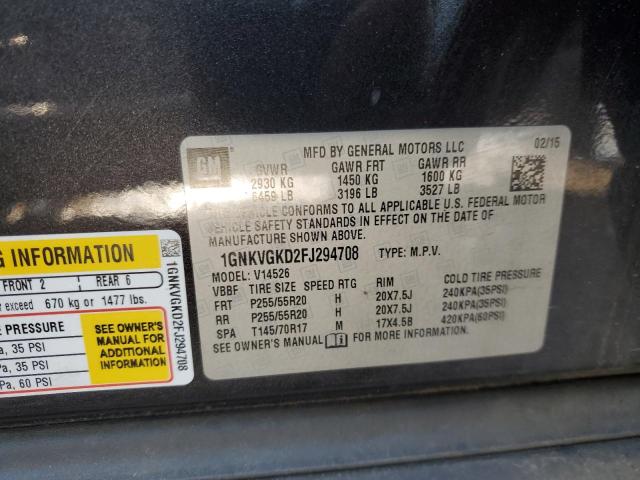 GM
MFD BY GENERAL MOTORS LLC 02/15
GVWR GAWR FRT GAWR RR
2930 KG 1450 KG 1600 KG
6459 LB 3196 LB 3527 LB
THIS VEHICLE CONFORMS TO ALL APPLICABLE U.S. FEDERAL MOTOR
VEHICLE SAFETY STANDARDS IN EFFECT ON THE DATE OF
MANUFACTURE SHOWN ABOVE.
1GNKVGKD2FJ294708 TYPE: M.P.V.
MODEL: V14526
VBBF TIRE SIZE SPEED RTG RIM COLD TIRE PRESSURE
FRT P255/55R20 H 20X7.5J 240KPA(35PSI)
RR P255/55R20 H 20X7.5J 240KPA(35PSI)
SPA T145/70R17 M 17X4.5B 420KPA(60PSI)
SEE OWNER'S MANUAL FOR MORE INFORMATION.
G INFORMATION
FRONT 2 REAR 6
exceed 670 kg or 1477 lbs.
PRESSURE
a, 35 PSI
a, 35 PSI
Pa, 60 PSI
SEE OWNER'S
MANUAL FOR
ADDITIONAL
INFORMATION
1GNKVGKD2FJ294708